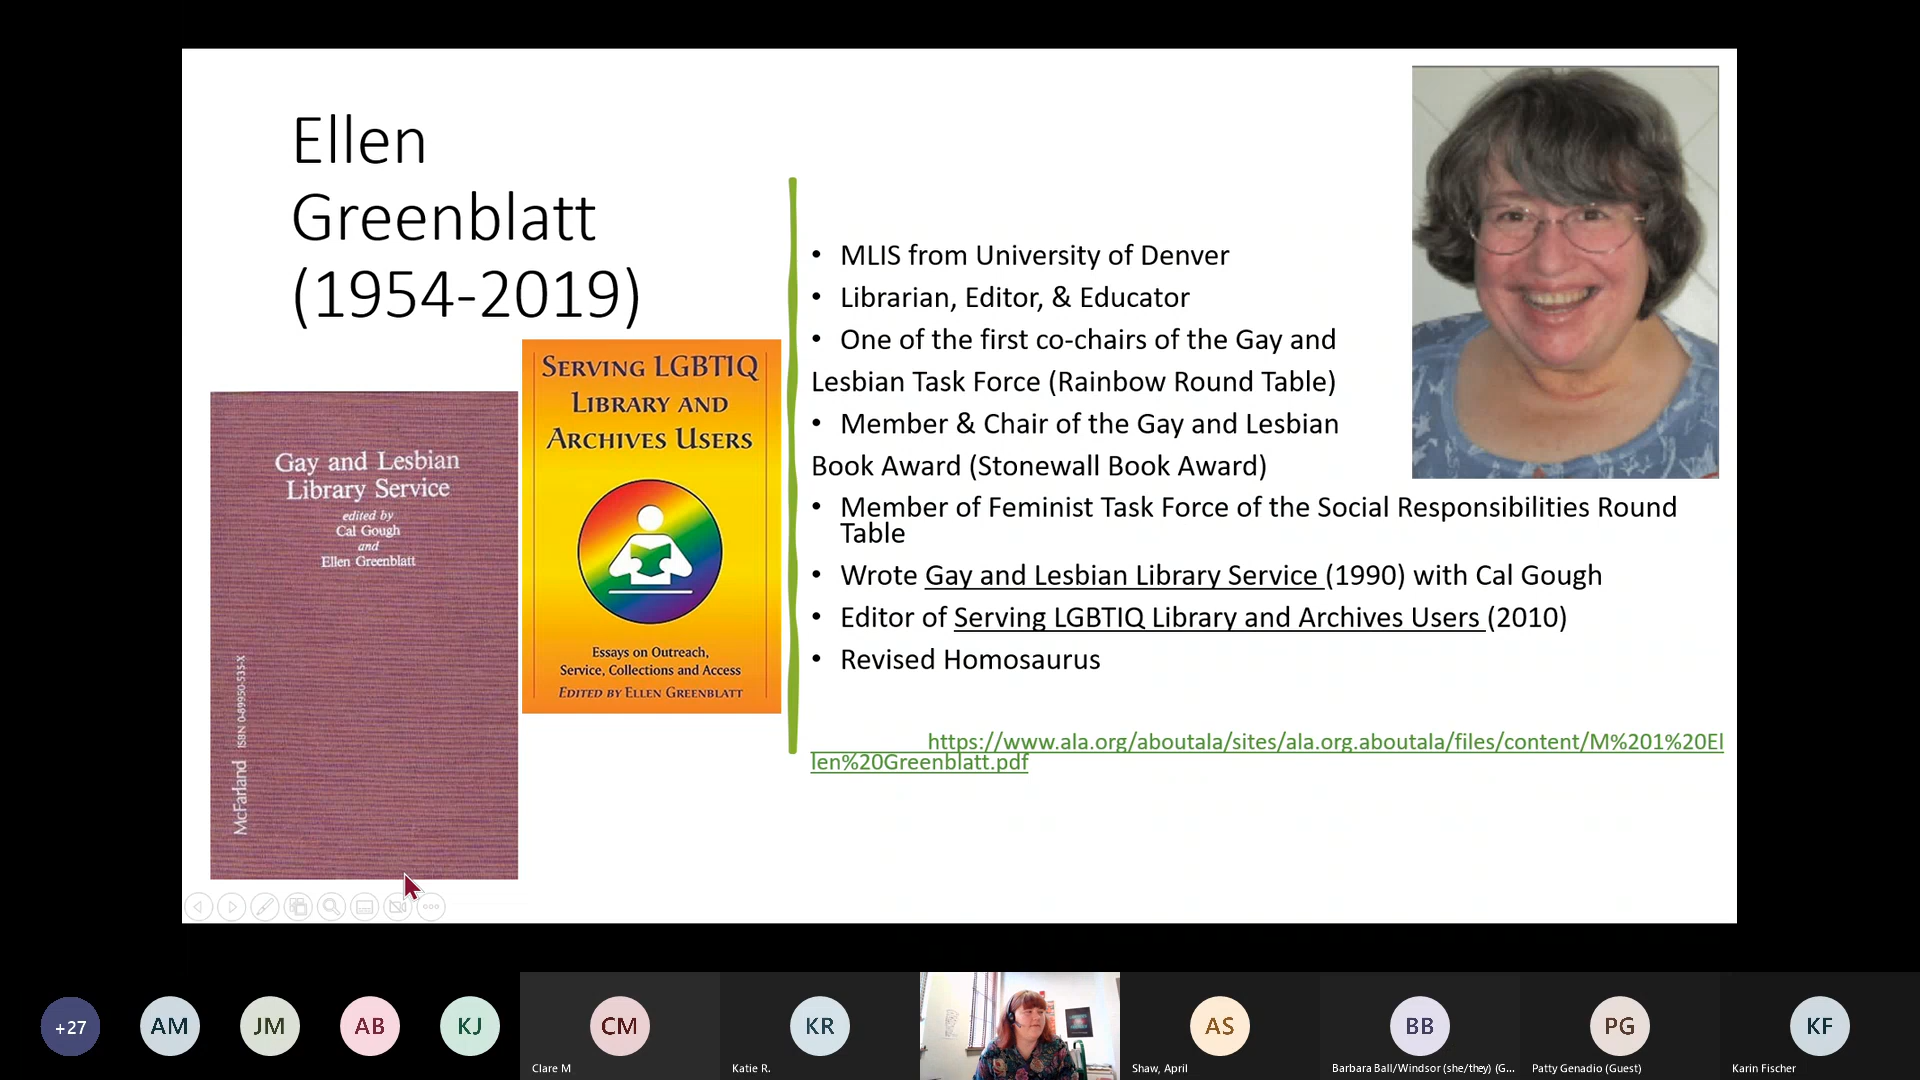 Ellen
Greenblatt
(1954-2019)
Gay and Lesbian
Library Service
edited by
Cal Gough
and
Ellen Greenblatt
McFarland ISBN 0-89950-535-X
SERVING LGBTIQ
LIBRARY AND
ARCHIVES USERS
Essays on Outreach,
Service, Collections and Access
EDITED BY ELLEN GREENBLATT
• MLIS from University of Denver
• Librarian, Editor, & Educator
• One of the first co-chairs of the Gay and
Lesbian Task Force (Rainbow Round Table)
• Member & Chair of the Gay and Lesbian
Book Award (Stonewall Book Award)
• Member of Feminist Task Force of the Social Responsibilities Round
Table
• Wrote Gay and Lesbian Library Service (1990) with Cal Gough
• Editor of Serving LGBTIQ Library and Archives Users (2010)
• Revised Homosaurus
https://www.ala.org/aboutala/sites/ala.org.aboutala/files/content/M%201%20El
len%20Greenblatt.pdf
+27
AM
JM
AB
KJ
CM
Clare M
KR
Katie R.
AS
Shaw, April
BB
Barbara Ball/Windsor (she/they) (G...
PG
Patty Genadio (Guest)
KF
Karin Fischer